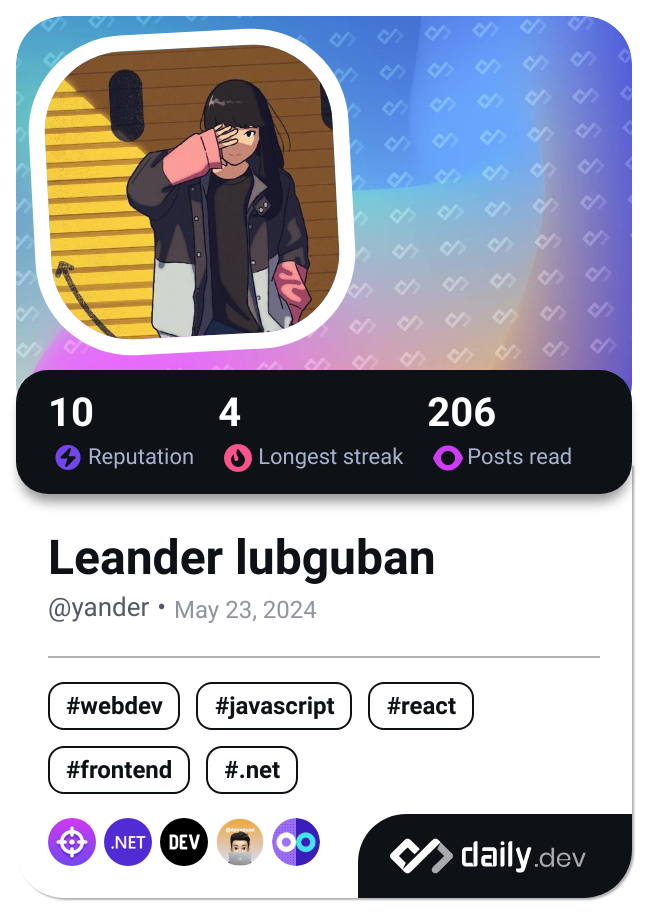 10 4 206
Reputation Longest streak Posts read
Leander lubguban
@yander • May 23, 2024
#webdev #javascript #react
#frontend #.net
.NET DEV
daily.dev